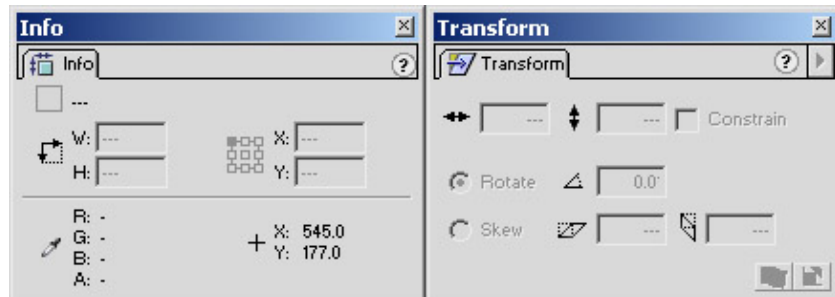 Info
Info
?
---
W: ---
H: ---
X: ---
Y: ---
R: -
G: -
B: -
A: -
X: 545.0
Y: 177.0
Transform
Transform
?
--- --- Constrain
Rotate 0.0°
Skew --- ---